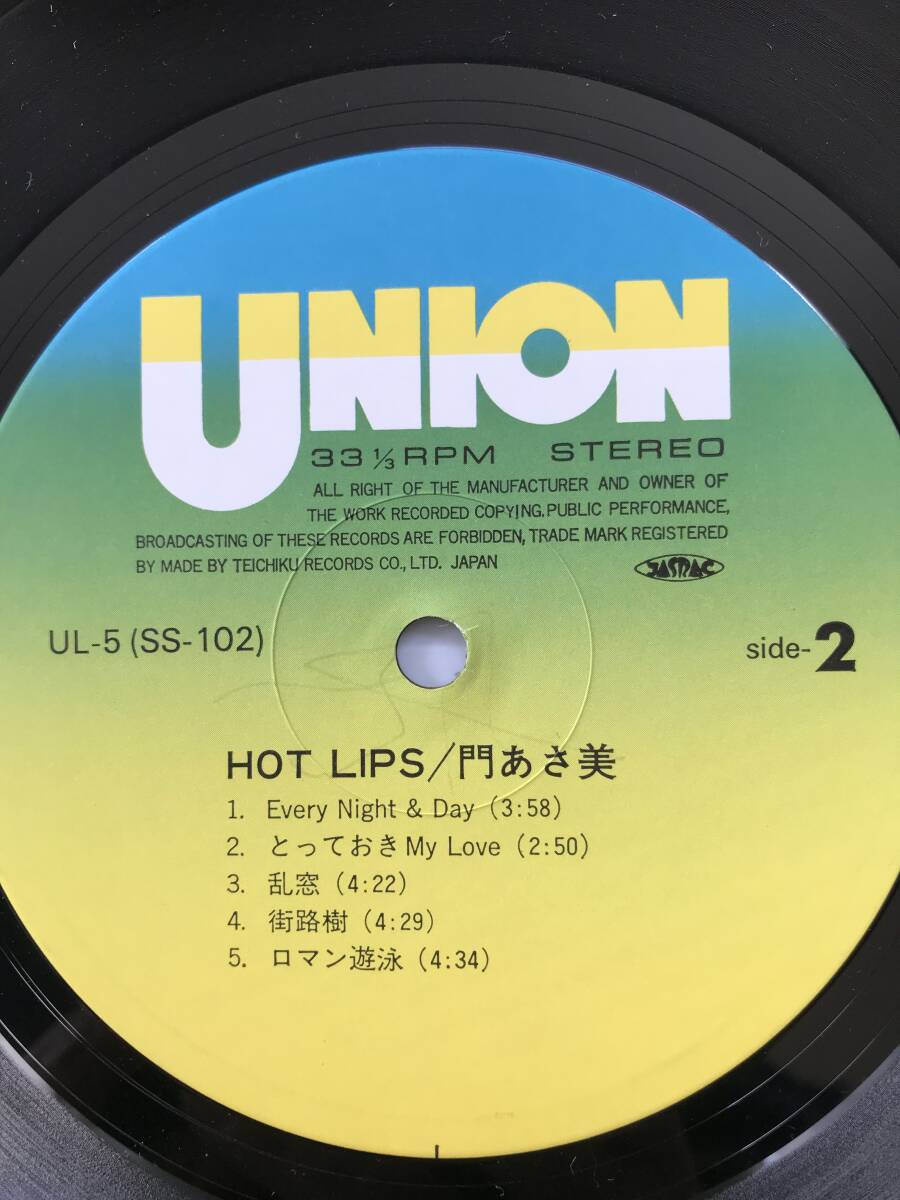 UNION
33 1/3 RPM STEREO
ALL RIGHT OF THE MANUFACTURER AND OWNER OF
THE WORK RECORDED COPYING. PUBLIC PERFORMANCE,
BROADCASTING OF THESE RECORDS ARE FORBIDDEN, TRADE MARK REGISTERED
BY MADE BY TEICHIKU RECORDS CO., LTD. JAPAN
JASRAC
UL-5 (SS-102)
side-2
HOT LIPS/門あさ美
1. Every Night & Day (3:58)
2. とっておき My Love (2:50)
3. 乱窓 (4:22)
4. 街路樹 (4:29)
5. ロマン遊泳 (4:34)